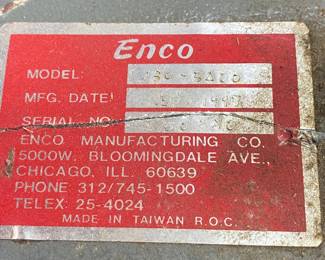 Enco
MODEL:
MFG. DATE:
SERIAL NO:
ENCO MANUFACTURING CO.
5000W. BLOOMINGDALE AVE.,
CHICAGO, ILL. 60639
PHONE 312/745-1500
TELEX: 25-4024
MADE IN TAIWAN R.O.C.